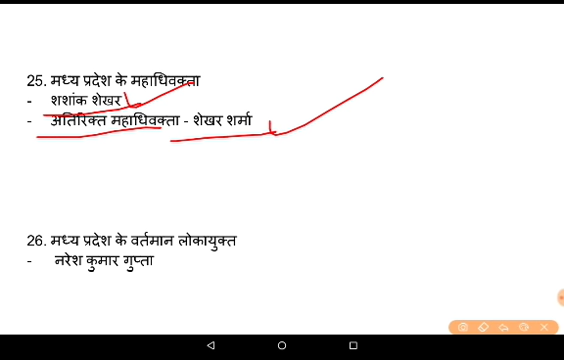 25. मध्य प्रदेश के महाधिवक्ता
- शशांक शेखर
- अतिरिक्त महाधिवक्ता - शेखर शर्मा
26. मध्य प्रदेश के वर्तमान लोकायुक्त
- नरेश कुमार गुप्ता